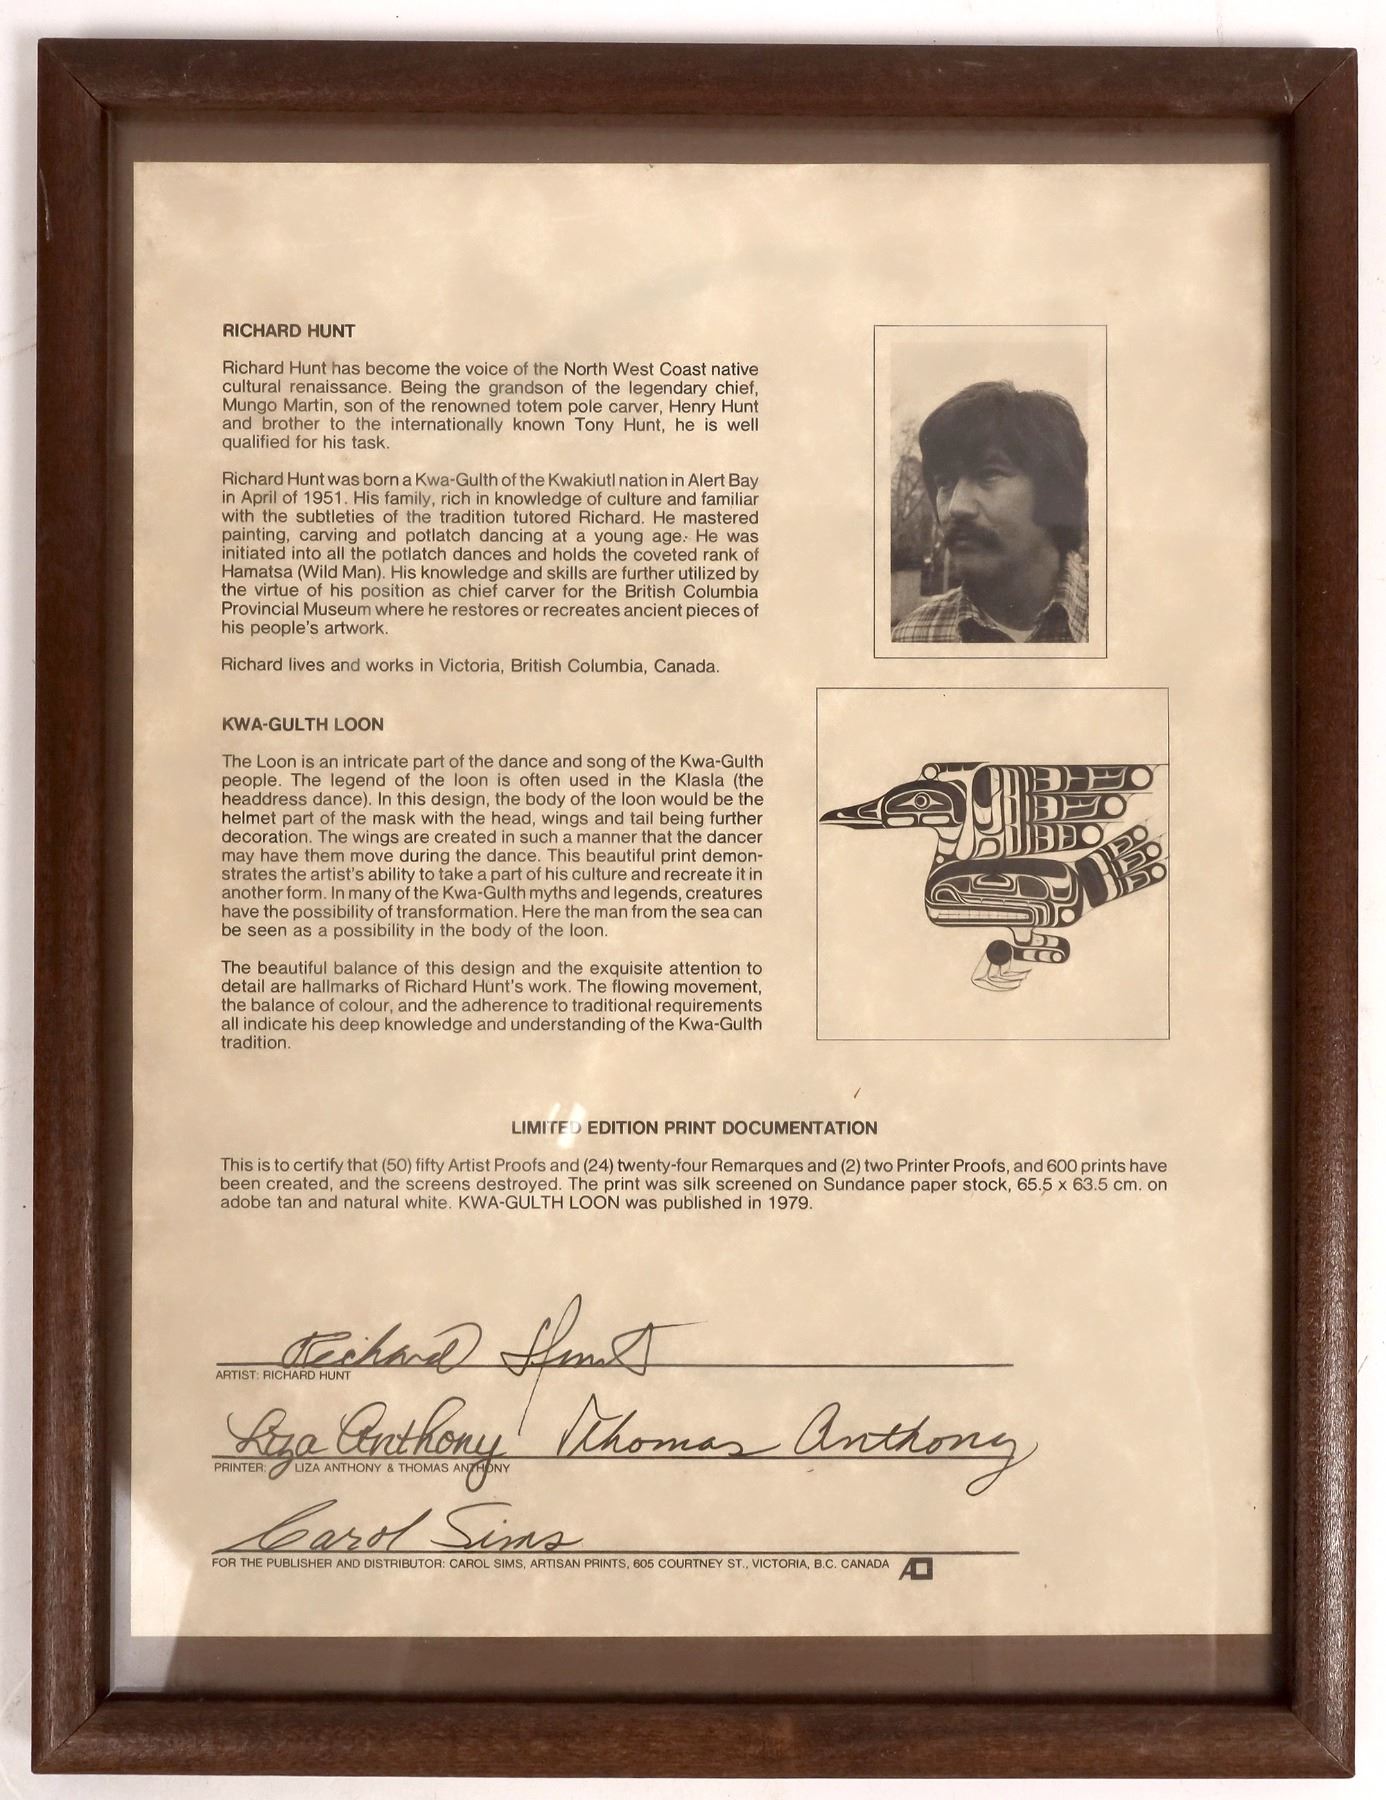 RICHARD HUNT
Richard Hunt has become the voice of the North West Coast native
cultural renaissance. Being the grandson of the legendary chief,
Mungo Martin, son of the renowned totem pole carver, Henry Hunt
and brother to the internationally known Tony Hunt, he is well
qualified for his task.
Richard Hunt was born a Kwa-Gulth of the Kwakiutl nation in Alert Bay
in April of 1951. His family, rich in knowledge of culture and familiar
with the subtleties of the tradition tutored Richard. He mastered
painting, carving and potlatch dancing at a young age. He was
initiated into all the potlatch dances and holds the coveted rank of
Hamatsa (Wild Man). His knowledge and skills are further utilized by
the virtue of his position as chief carver for the British Columbia
Provincial Museum where he restores or recreates ancient pieces of
his people's artwork.
Richard lives and works in Victoria, British Columbia, Canada.
KWA-GULTH LOON
The Loon is an intricate part of the dance and song of the Kwa-Gulth
people. The legend of the loon is often used in the Klasla (the
headdress dance). In this design, the body of the loon would be the
helmet part of the mask with the head, wings and tail being further
decoration. The wings are created in such a manner that the dancer
may have them move during the dance. This beautiful print demon-
strates the artist's ability to take a part of his culture and recreate it in
another form. In many of the Kwa-Gulth myths and legends, creatures
have the possibility of transformation. Here the man from the sea can
be seen as a possibility in the body of the loon.
The beautiful balance of this design and the exquisite attention to
detail are hallmarks of Richard Hunt's work. The flowing movement,
the balance of colour, and the adherence to traditional requirements
all indicate his deep knowledge and understanding of the Kwa-Gulth
tradition.
LIMITED EDITION PRINT DOCUMENTATION
This is to certify that (50) fifty Artist Proofs and (24) twenty-four Remarques and (2) two Printer Proofs, and 600 prints have
been created, and the screens destroyed. The print was silk screened on Sundance paper stock, 65.5 x 63.5 cm. on
adobe tan and natural white. KWA-GULTH LOON was published in 1979.
Richard Hunt
ARTIST: RICHARD HUNT
Liza Anthony Thomas Anthony
PRINTER: LIZA ANTHONY & THOMAS ANTHONY
Carol Sims
FOR THE PUBLISHER AND DISTRIBUTOR: CAROL SIMS, ARTISAN PRINTS, 605 COURTNEY ST., VICTORIA, B.C. CANADA